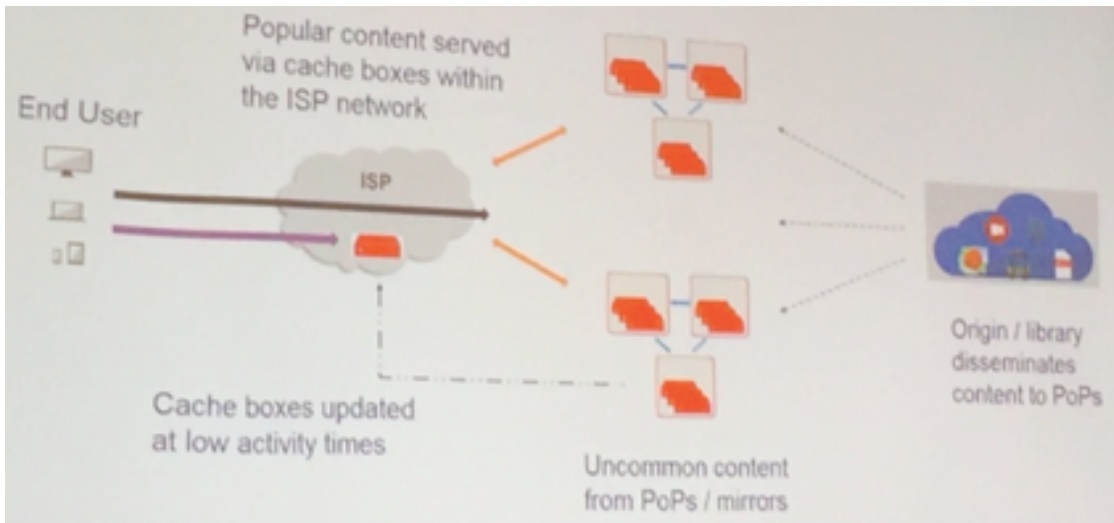 Popular content served
via cache boxes within
the ISP network
End User
ISP
Origin / library
disseminates
content to PoPs
Cache boxes updated
at low activity times
Uncommon content
from PoPs / mirrors